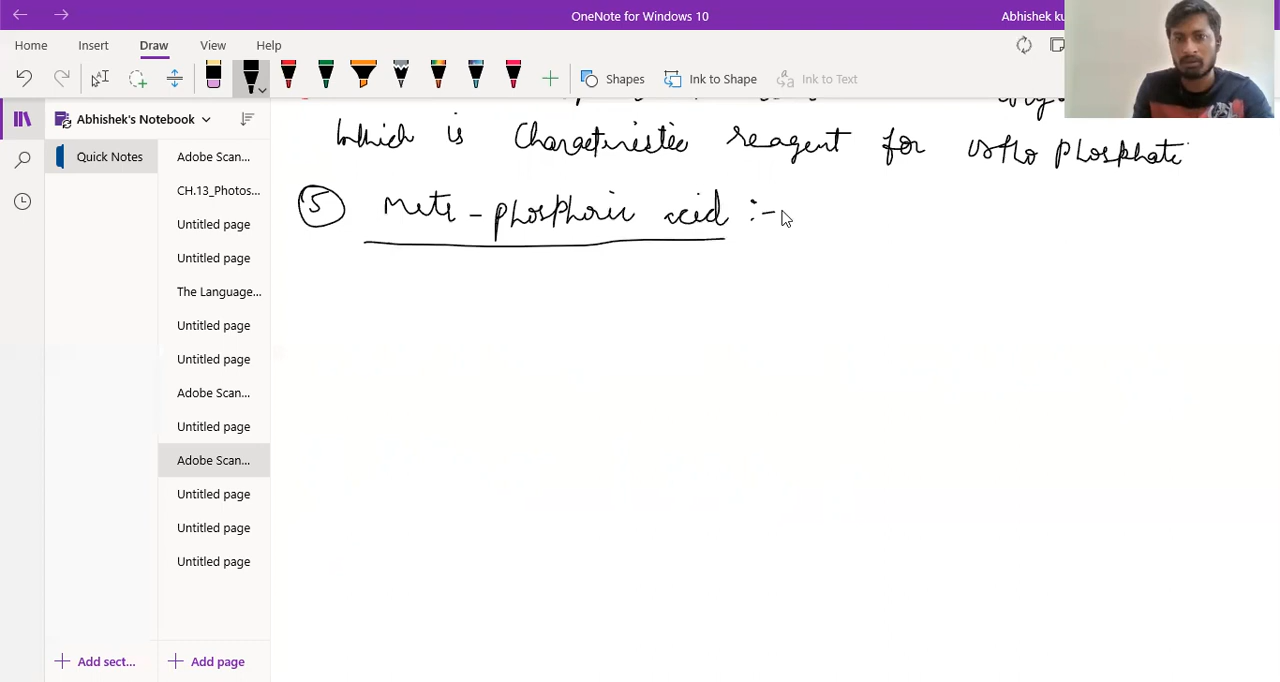 OneNote for Windows 10
Abhishek ku
Home Insert Draw View Help
Shapes Ink to Shape Ink to Text
Abhishek's Notebook
Quick Notes
Adobe Scan...
CH.13_Photos...
Untitled page
Untitled page
The Language...
Untitled page
Untitled page
Adobe Scan...
Untitled page
Adobe Scan...
Untitled page
Untitled page
Untitled page
Add sect...
Add page
which is charactristic reagent for ortho phosphate
5 Meta - phosphoric acid :-